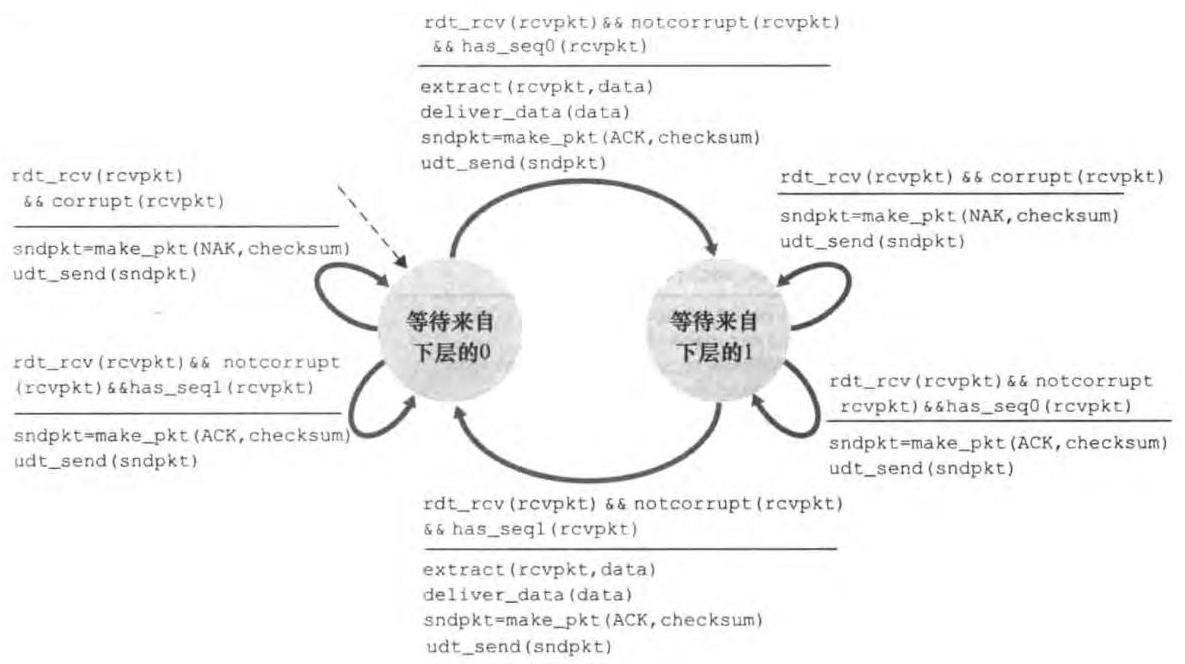 rdt_rcv(rcvpkt)&& notcorrupt(rcvpkt)
&& has_seq0(rcvpkt)
extract(rcvpkt,data)
deliver_data(data)
sndpkt=make_pkt(ACK,checksum)
udt_send(sndpkt)
rdt_rcv(rcvpkt)
&& corrupt(rcvpkt)
sndpkt=make_pkt(NAK,checksum)
udt_send(sndpkt)
rdt_rcv(rcvpkt) && corrupt(rcvpkt)
sndpkt=make_pkt(NAK,checksum)
udt_send(sndpkt)
等待来自
下层的0
等待来自
下层的1
rdt_rcv(rcvpkt)&& notcorrupt
(rcvpkt)&&has_seq1(rcvpkt)
sndpkt=make_pkt(ACK,checksum)
udt_send(sndpkt)
rdt_rcv(rcvpkt)&& notcorrupt
rcvpkt)&&has_seq0(rcvpkt)
sndpkt=make_pkt(ACK,checksum)
udt_send(sndpkt)
rdt_rcv(rcvpkt) && notcorrupt(rcvpkt)
&& has_seq1(rcvpkt)
extract(rcvpkt,data)
deliver_data(data)
sndpkt=make_pkt(ACK,checksum)
udt_send(sndpkt)